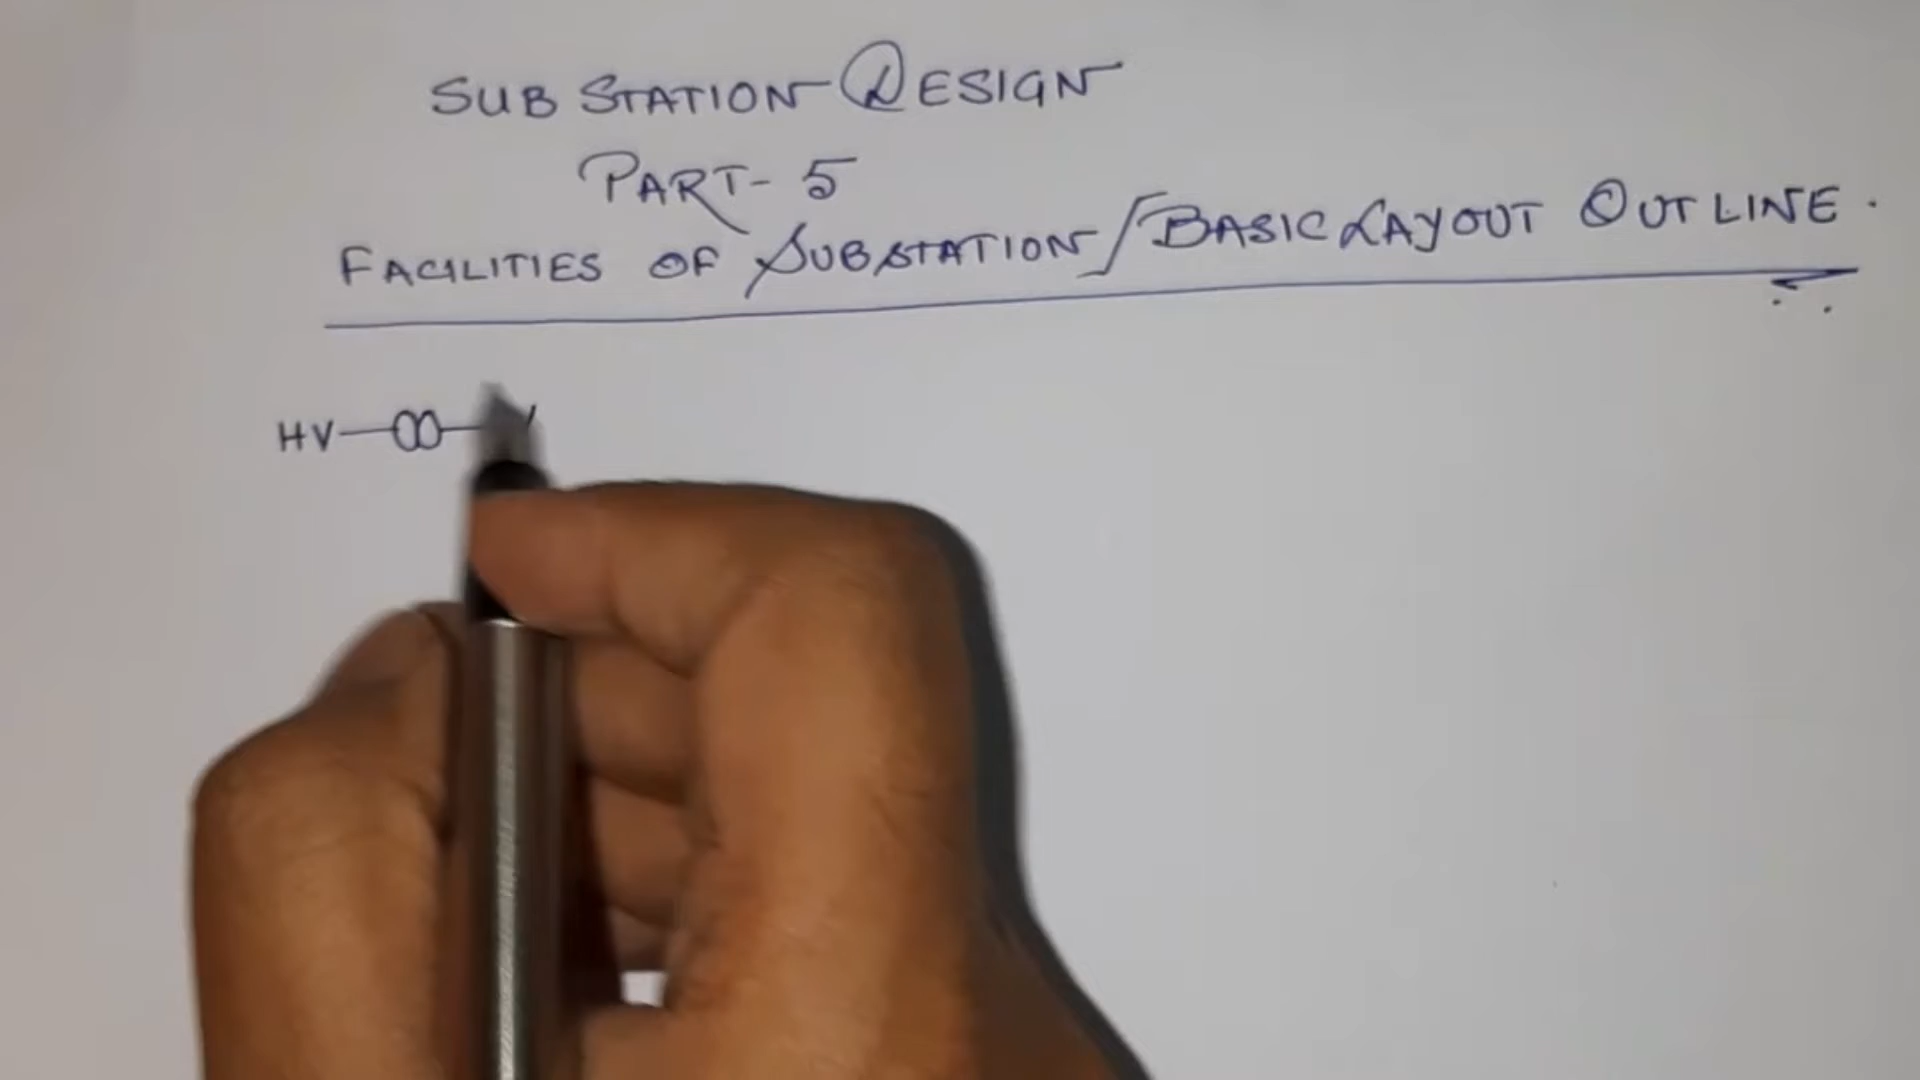 SUB STATION DESIGN
PART-5
FACILITIES OF SUBSTATION/BASIC LAYOUT OUTLINE.
HV